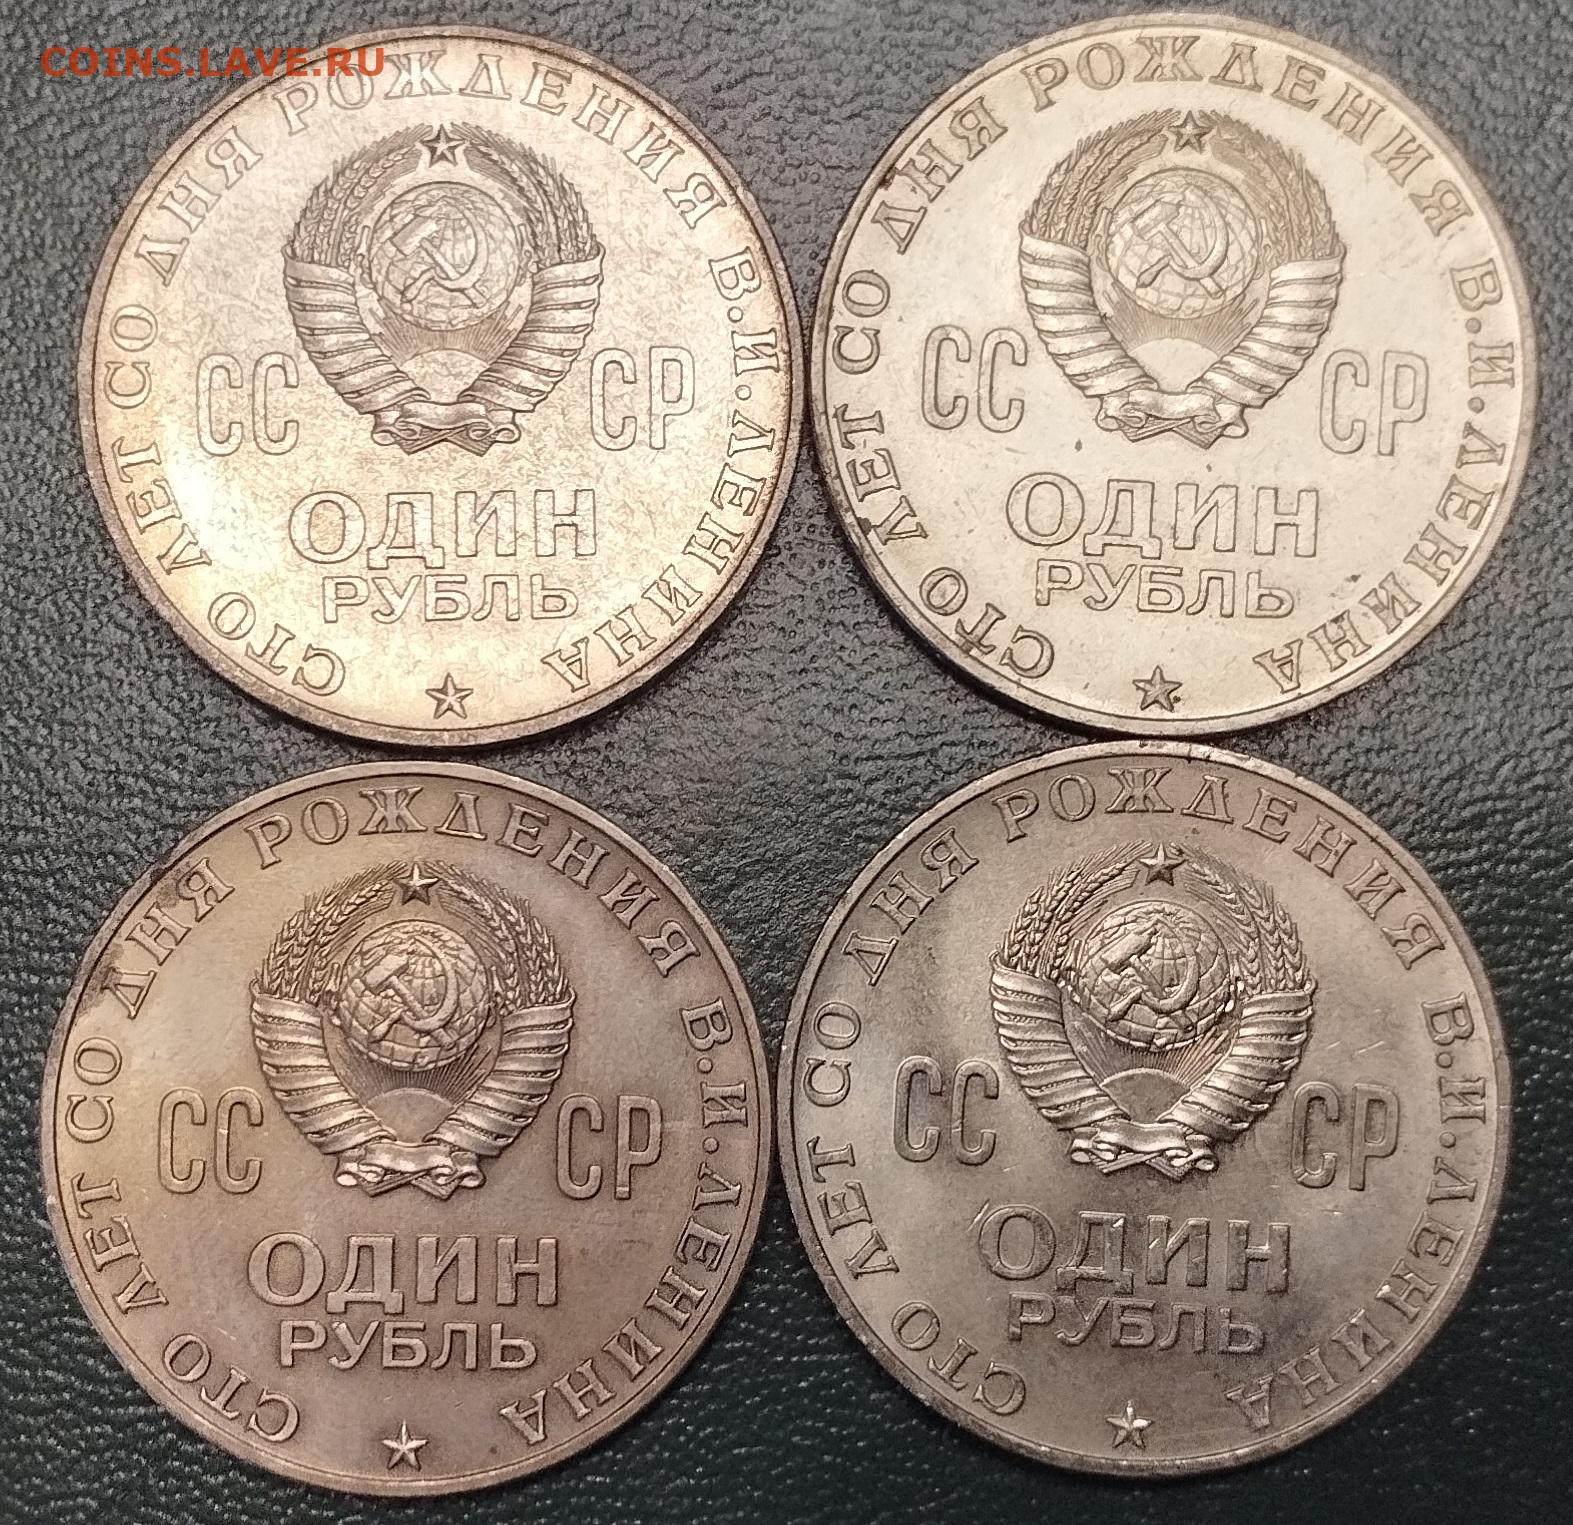 COINS.LAVE.RU
СТО ЛЕТ СО ДНЯ РОЖДЕНИЯ В.И.ЛЕНИНА
СС СР
ОДИН
РУБЛЬ
СТО ЛЕТ СО ДНЯ РОЖДЕНИЯ В.И.ЛЕНИНА
СС СР
ОДИН
РУБЛЬ
СТО ЛЕТ СО ДНЯ РОЖДЕНИЯ В.И.ЛЕНИНА
СС СР
ОДИН
РУБЛЬ
СТО ЛЕТ СО ДНЯ РОЖДЕНИЯ В.И.ЛЕНИНА
СС СР
ОДИН
РУБЛЬ